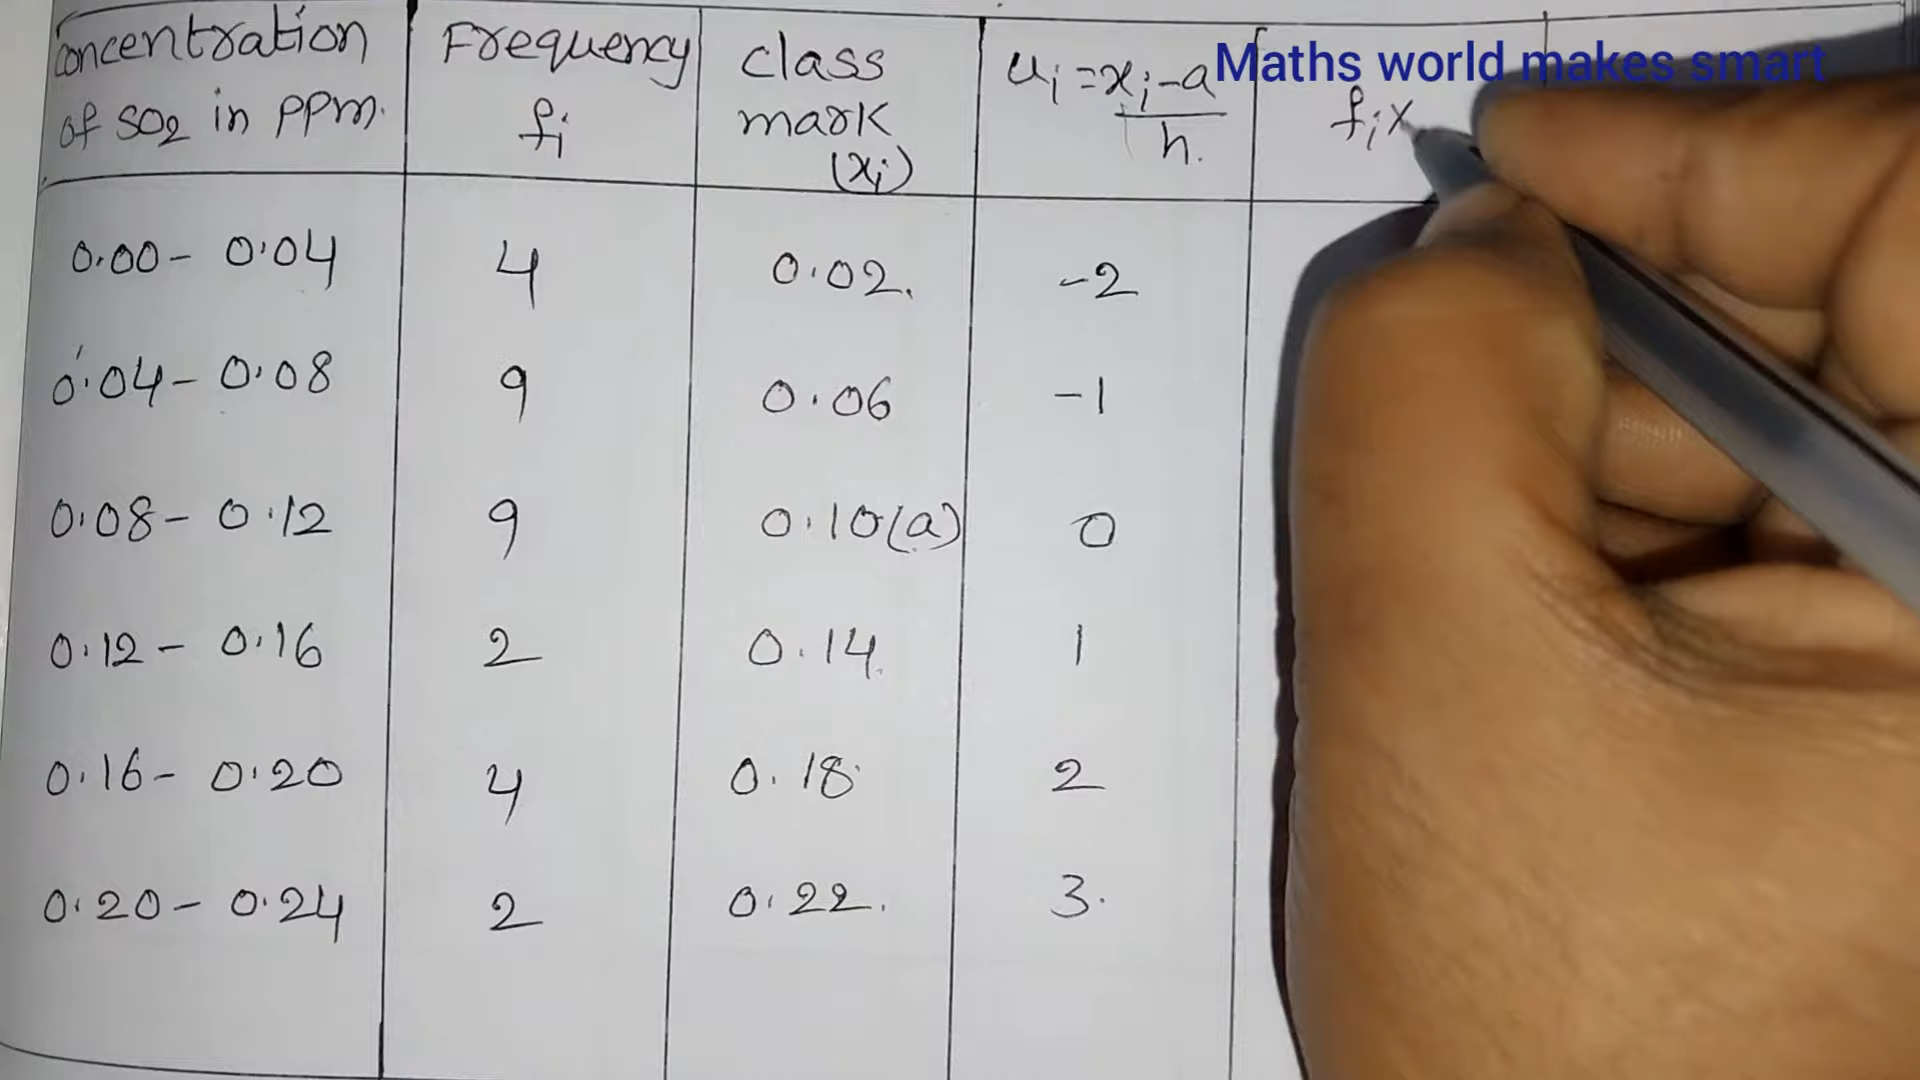 Concentration of SO2 in PPm.
Frequency fi
class mark (xi)
ui = xi-a / h.
Maths world makes smart
fix
0.00 - 0.04 4 0.02. -2
0.04 - 0.08 9 0.06 -1
0.08 - 0.12 9 0.10(a) 0
0.12 - 0.16 2 0.14. 1
0.16 - 0.20 4 0.18. 2
0.20 - 0.24 2 0.22. 3.